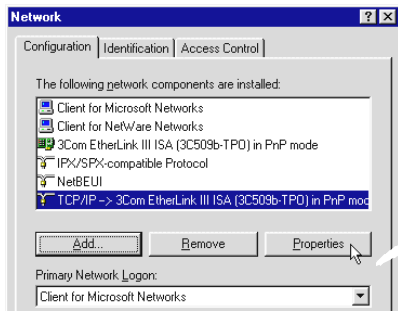 Network
Configuration Identification Access Control
The following network components are installed:
Client for Microsoft Networks
Client for NetWare Networks
3Com EtherLink III ISA (3C509b-TPO) in PnP mode
IPX/SPX-compatible Protocol
NetBEUI
TCP/IP -> 3Com EtherLink III ISA (3C509b-TPO) in PnP moc
Add... Remove Properties
Primary Network Logon:
Client for Microsoft Networks